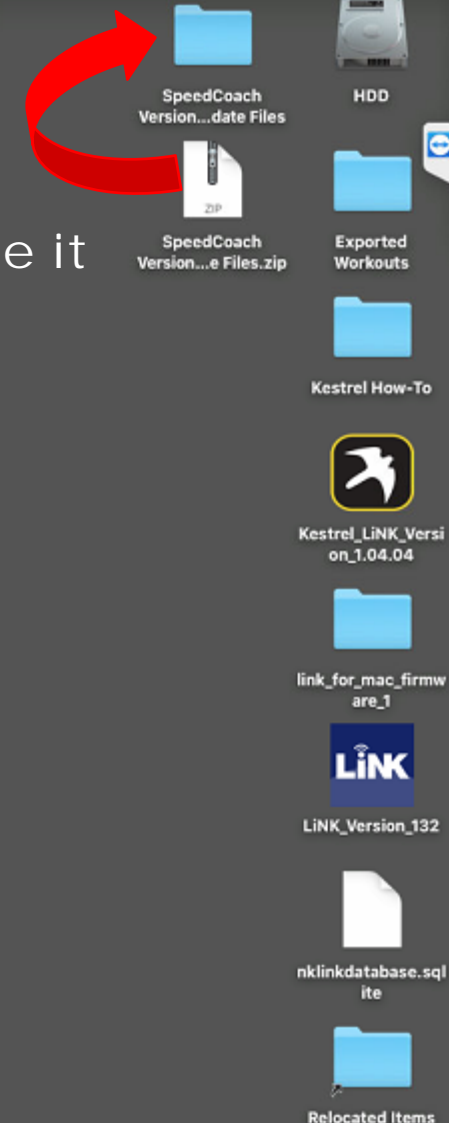 SpeedCoach
Version...date Files
HDD
ZIP
e it
SpeedCoach
Version...e Files.zip
Exported
Workouts
Kestrel How-To
Kestrel_LiNK_Versi
on_1.04.04
link_for_mac_firmw
are_1
LiNK
LiNK_Version_132
nklinkdatabase.sql
ite
Relocated Items